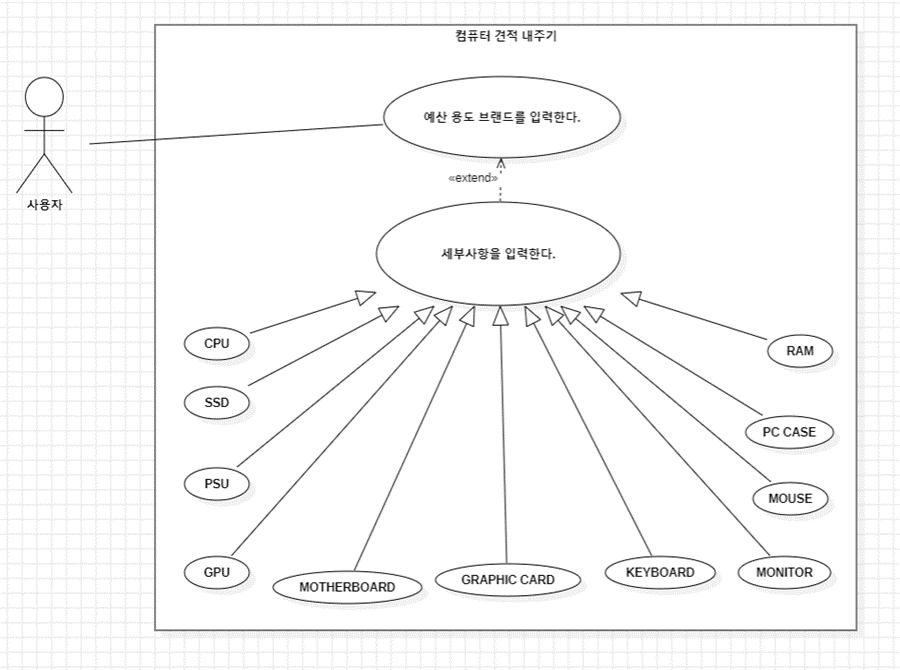 컴퓨터 견적 내주기
예산 용도 브랜드를 입력한다.
사용자
«extend»
세부사항을 입력한다.
CPU
RAM
SSD
PC CASE
PSU
MOUSE
GPU
MOTHERBOARD
GRAPHIC CARD
KEYBOARD
MONITOR